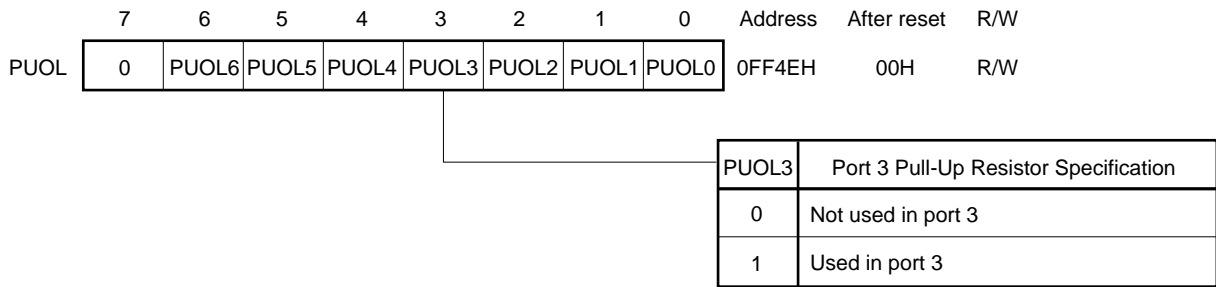 7 6 5 4 3 2 1 0 Address After reset R/W
PUOL 0 PUOL6 PUOL5 PUOL4 PUOL3 PUOL2 PUOL1 PUOL0 0FF4EH 00H R/W
PUOL3 Port 3 Pull-Up Resistor Specification
0 Not used in port 3
1 Used in port 3